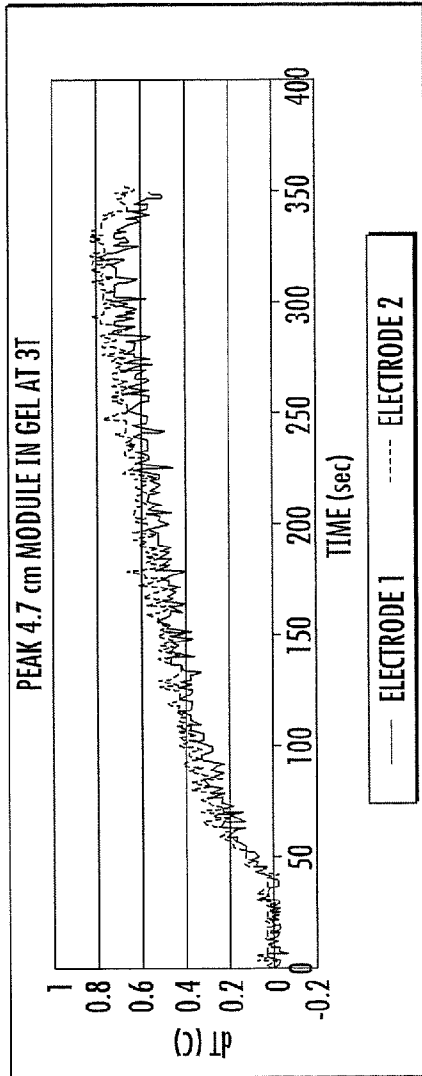 PEAK 4.7 cm MODULE IN GEL AT 3T
1
0.8
0.6
0.4
0.2
0
-0.2
dT (C)
0 50 100 150 200 250 300 350 400
TIME (sec)
ELECTRODE 1 ELECTRODE 2